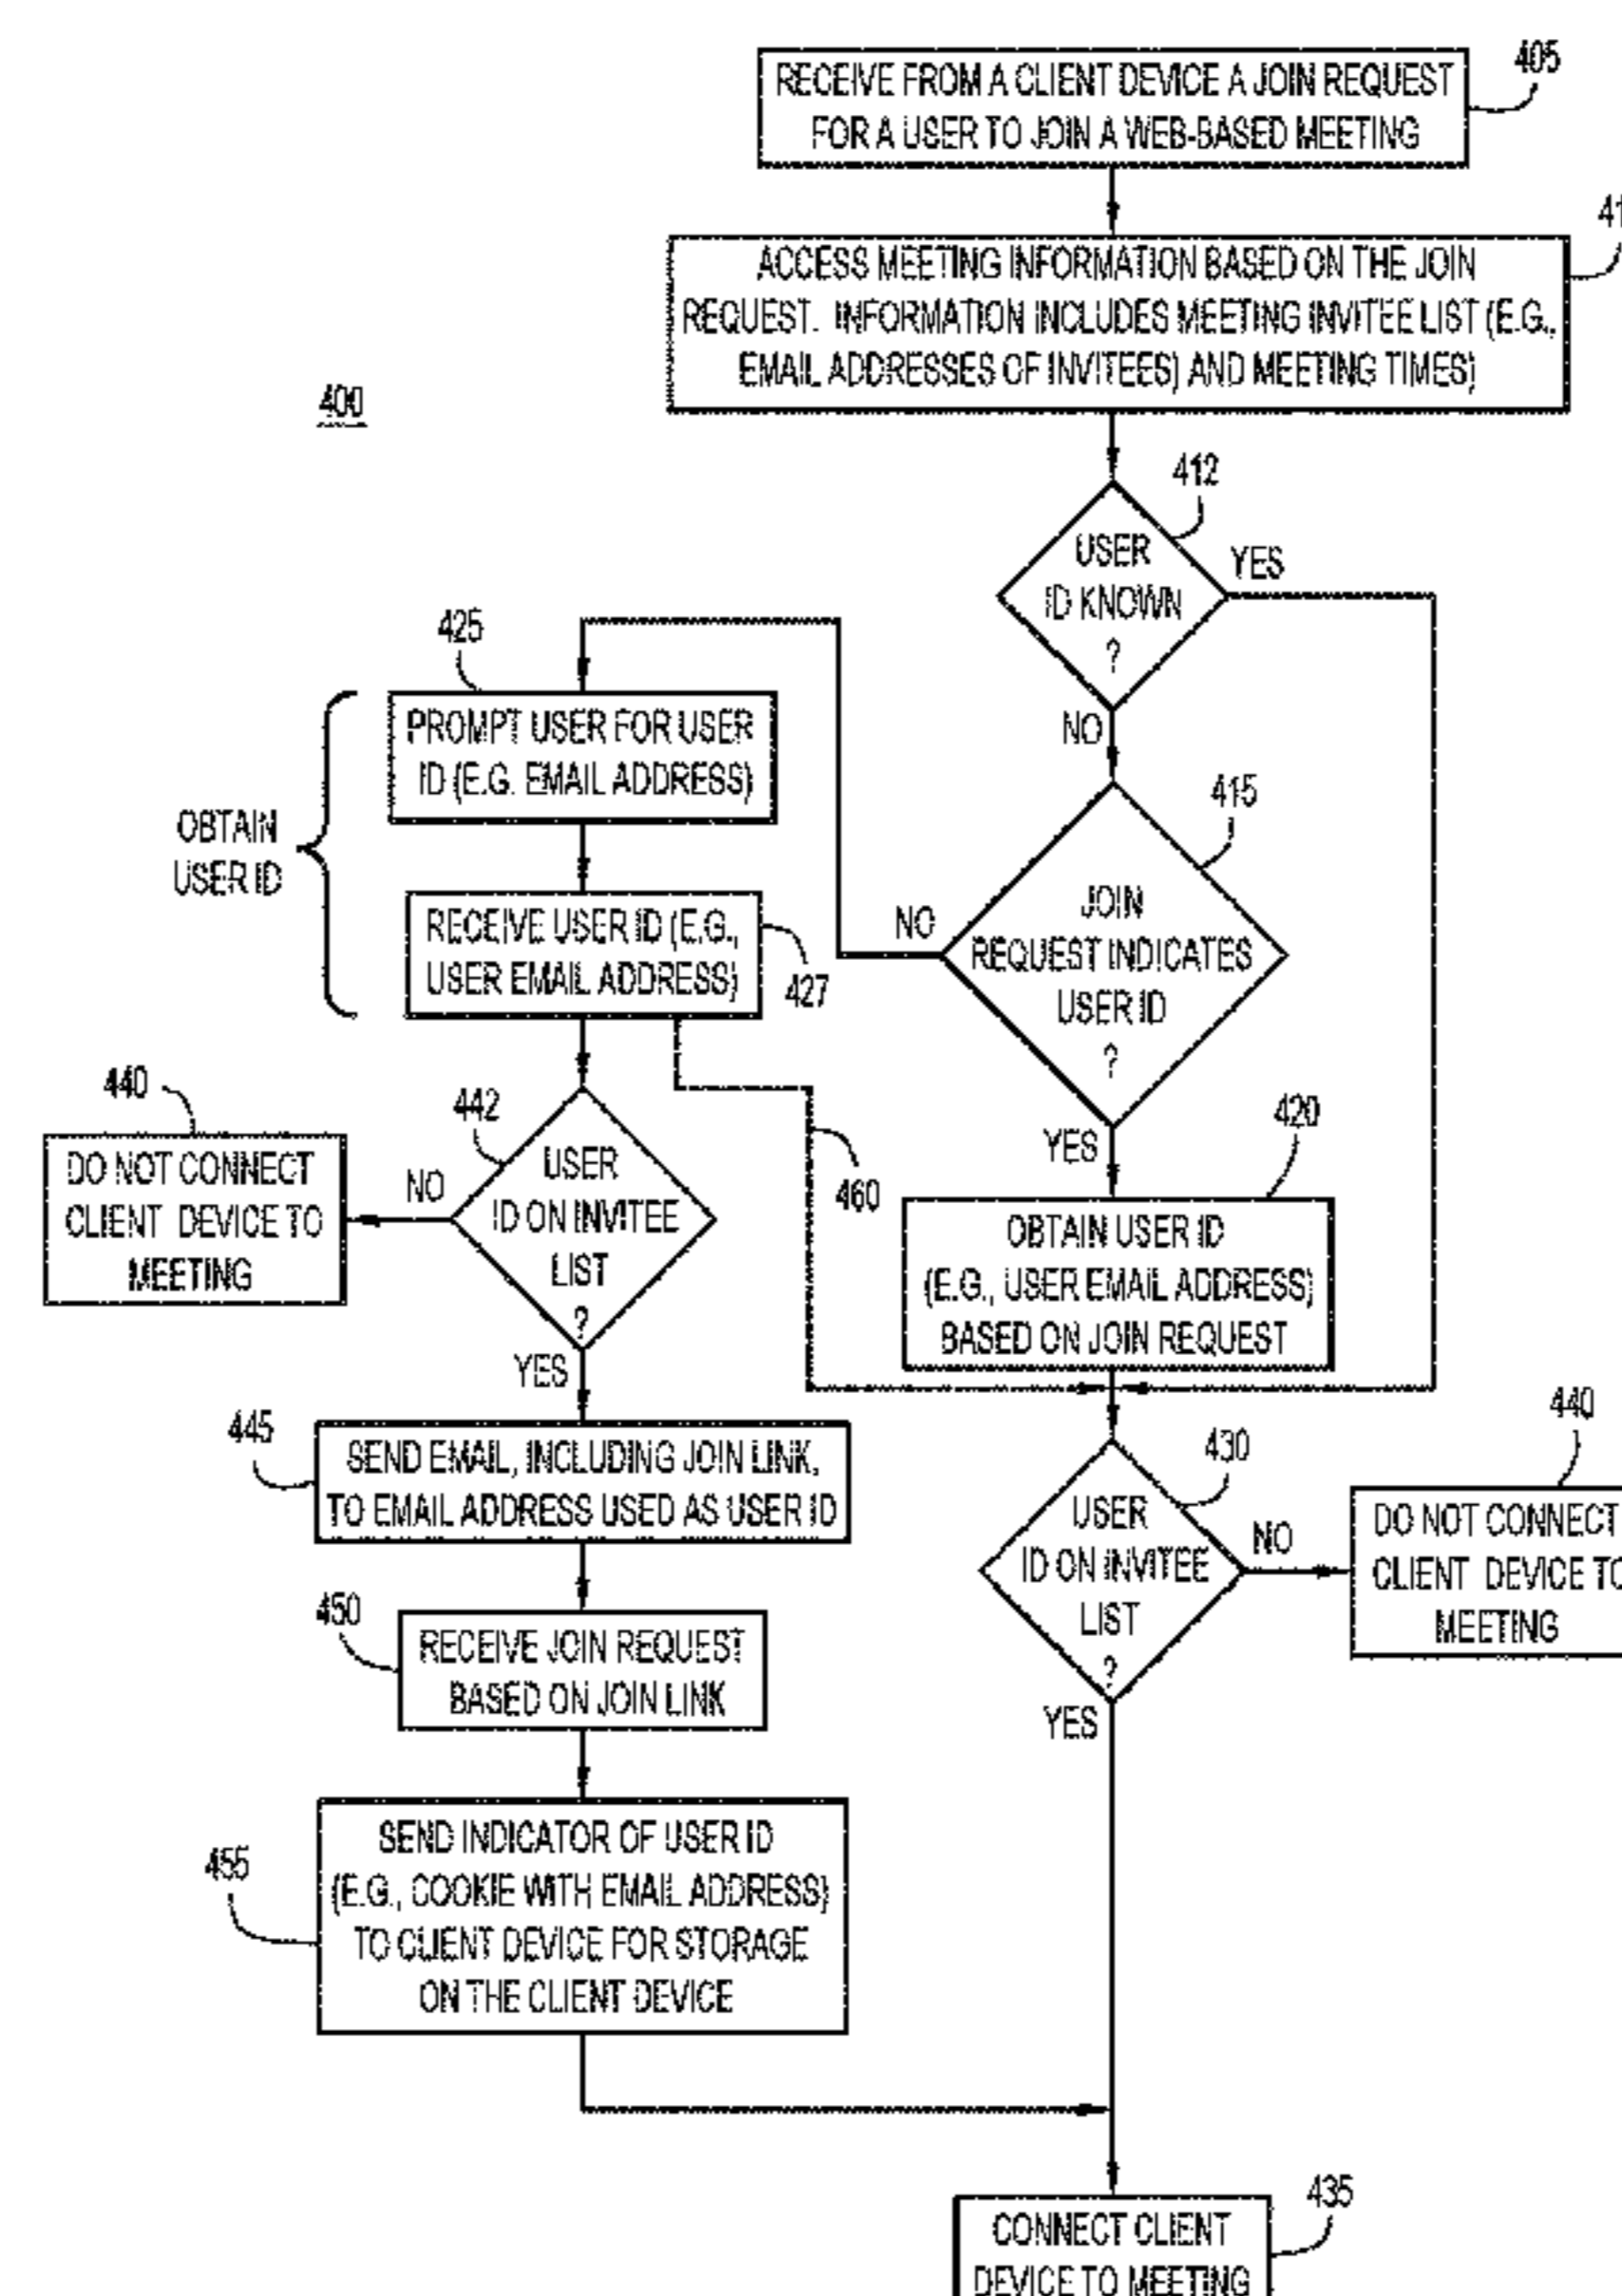 405
RECEIVE FROM A CLIENT DEVICE A JOIN REQUEST
FOR A USER TO JOIN A WEB-BASED MEETING
ACCESS MEETING INFORMATION BASED ON THE JOIN
REQUEST. INFORMATION INCLUDES MEETING INVITEE LIST (E.G.,
EMAIL ADDRESSES OF INVITEES) AND MEETING TIMES)
400
412
USER
ID KNOWN
?
YES
NO
425
PROMPT USER FOR USER
ID (E.G. EMAIL ADDRESS)
OBTAIN
USER ID
RECEIVE USER ID (E.G.,
USER EMAIL ADDRESS)
427
415
JOIN
REQUEST INDICATES
USER ID
?
NO
YES
440
DO NOT CONNECT
CLIENT DEVICE TO
MEETING
442
USER
ID ON INVITEE
LIST
?
NO
YES
460
420
OBTAIN USER ID
(E.G., USER EMAIL ADDRESS)
BASED ON JOIN REQUEST
445
SEND EMAIL, INCLUDING JOIN LINK,
TO EMAIL ADDRESS USED AS USER ID
430
USER
ID ON INVITEE
LIST
?
NO
YES
440
DO NOT CONNECT
CLIENT DEVICE TO
MEETING
450
RECEIVE JOIN REQUEST
BASED ON JOIN LINK
455
SEND INDICATOR OF USER ID
(E.G., COOKIE WITH EMAIL ADDRESS)
TO CLIENT DEVICE FOR STORAGE
ON THE CLIENT DEVICE
435
CONNECT CLIENT
DEVICE TO MEETING